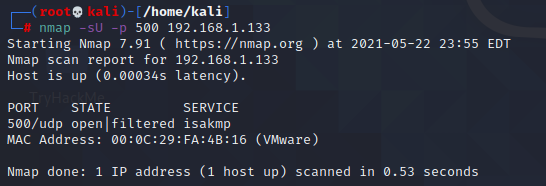 (root💀kali)-[/home/kali]
# nmap -sU -p 500 192.168.1.133
Starting Nmap 7.91 ( https://nmap.org ) at 2021-05-22 23:55 EDT
Nmap scan report for 192.168.1.133
Host is up (0.00034s latency).
PORT    STATE         SERVICE
500/udp open|filtered isakmp
MAC Address: 00:0C:29:FA:4B:16 (VMware)
Nmap done: 1 IP address (1 host up) scanned in 0.53 seconds
TryHackMe